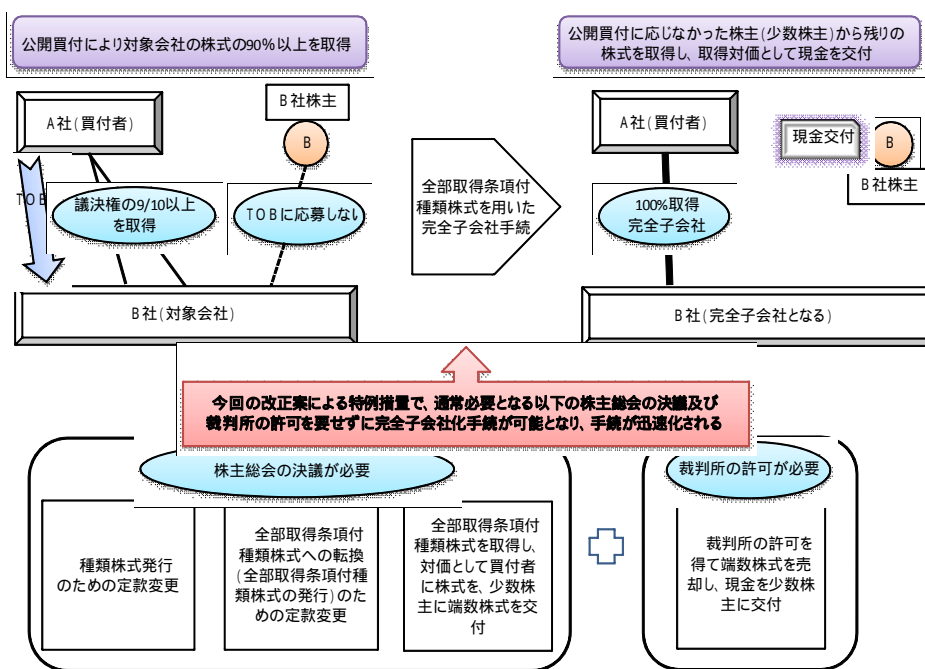 公開買付により対象会社の株式の90%以上を取得
公開買付に応じなかった株主(少数株主)から残りの
株式を取得し、取得対価として現金を交付
B社株主
A社(買付者)
B
TOB
議決権の9/10以上
を取得
TOBに応募しない
B社(対象会社)
全部取得条項付
種類株式を用いた
完全子会社手続
A社(買付者)
現金交付
B
B社株主
100%取得
完全子会社
B社(完全子会社となる)
今回の改正案による特例措置で、通常必要となる以下の株主総会の決議及び
裁判所の許可を要せずに完全子会社化手続が可能となり、手続が迅速化される
株主総会の決議が必要
種類株式発行
のための定款変更
全部取得条項付
種類株式への転換
(全部取得条項付種
類株式の発行)のた
めの定款変更
全部取得条項付
種類株式を取得し、
対価として買付者
に株式を、少数株
主に端数株式を交
付
裁判所の許可が必要
裁判所の許可を
得て端数株式を売
却し、現金を少数株
主に交付